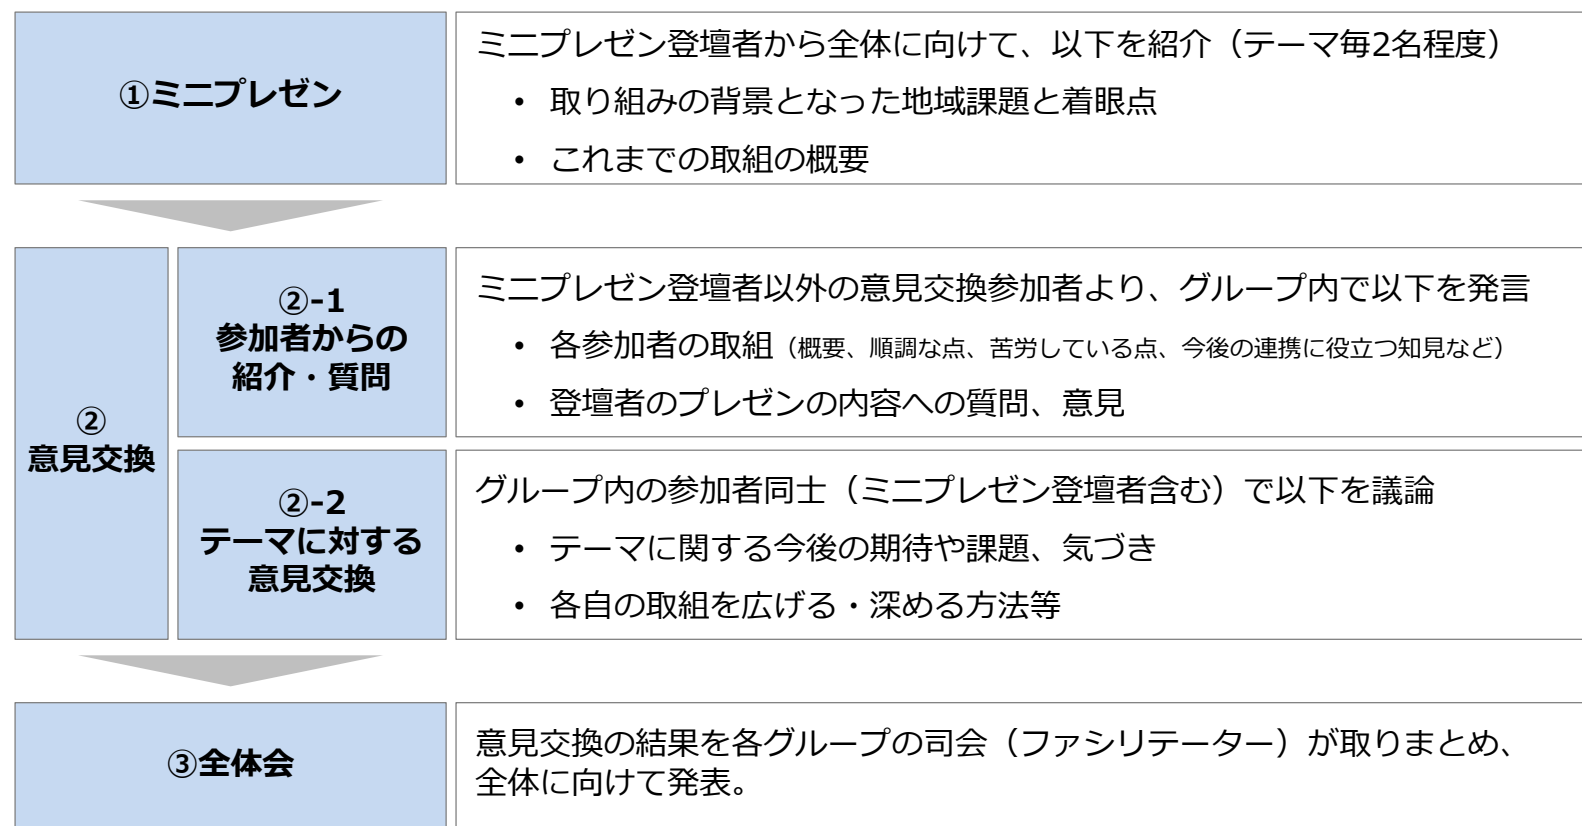 ①ミニプレゼン
ミニプレゼン登壇者から全体に向けて、以下を紹介（テーマ毎2名程度）
• 取り組みの背景となった地域課題と着眼点
• これまでの取組の概要
②
意見交換
②-1
参加者からの
紹介・質問
ミニプレゼン登壇者以外の意見交換参加者より、グループ内で以下を発言
• 各参加者の取組（概要、順調な点、苦労している点、今後の連携に役立つ知見など）
• 登壇者のプレゼンの内容への質問、意見
②-2
テーマに対する
意見交換
グループ内の参加者同士（ミニプレゼン登壇者含む）で以下を議論
• テーマに関する今後の期待や課題、気づき
• 各自の取組を広げる・深める方法等
③全体会
意見交換の結果を各グループの司会（ファシリテーター）が取りまとめ、
全体に向けて発表。